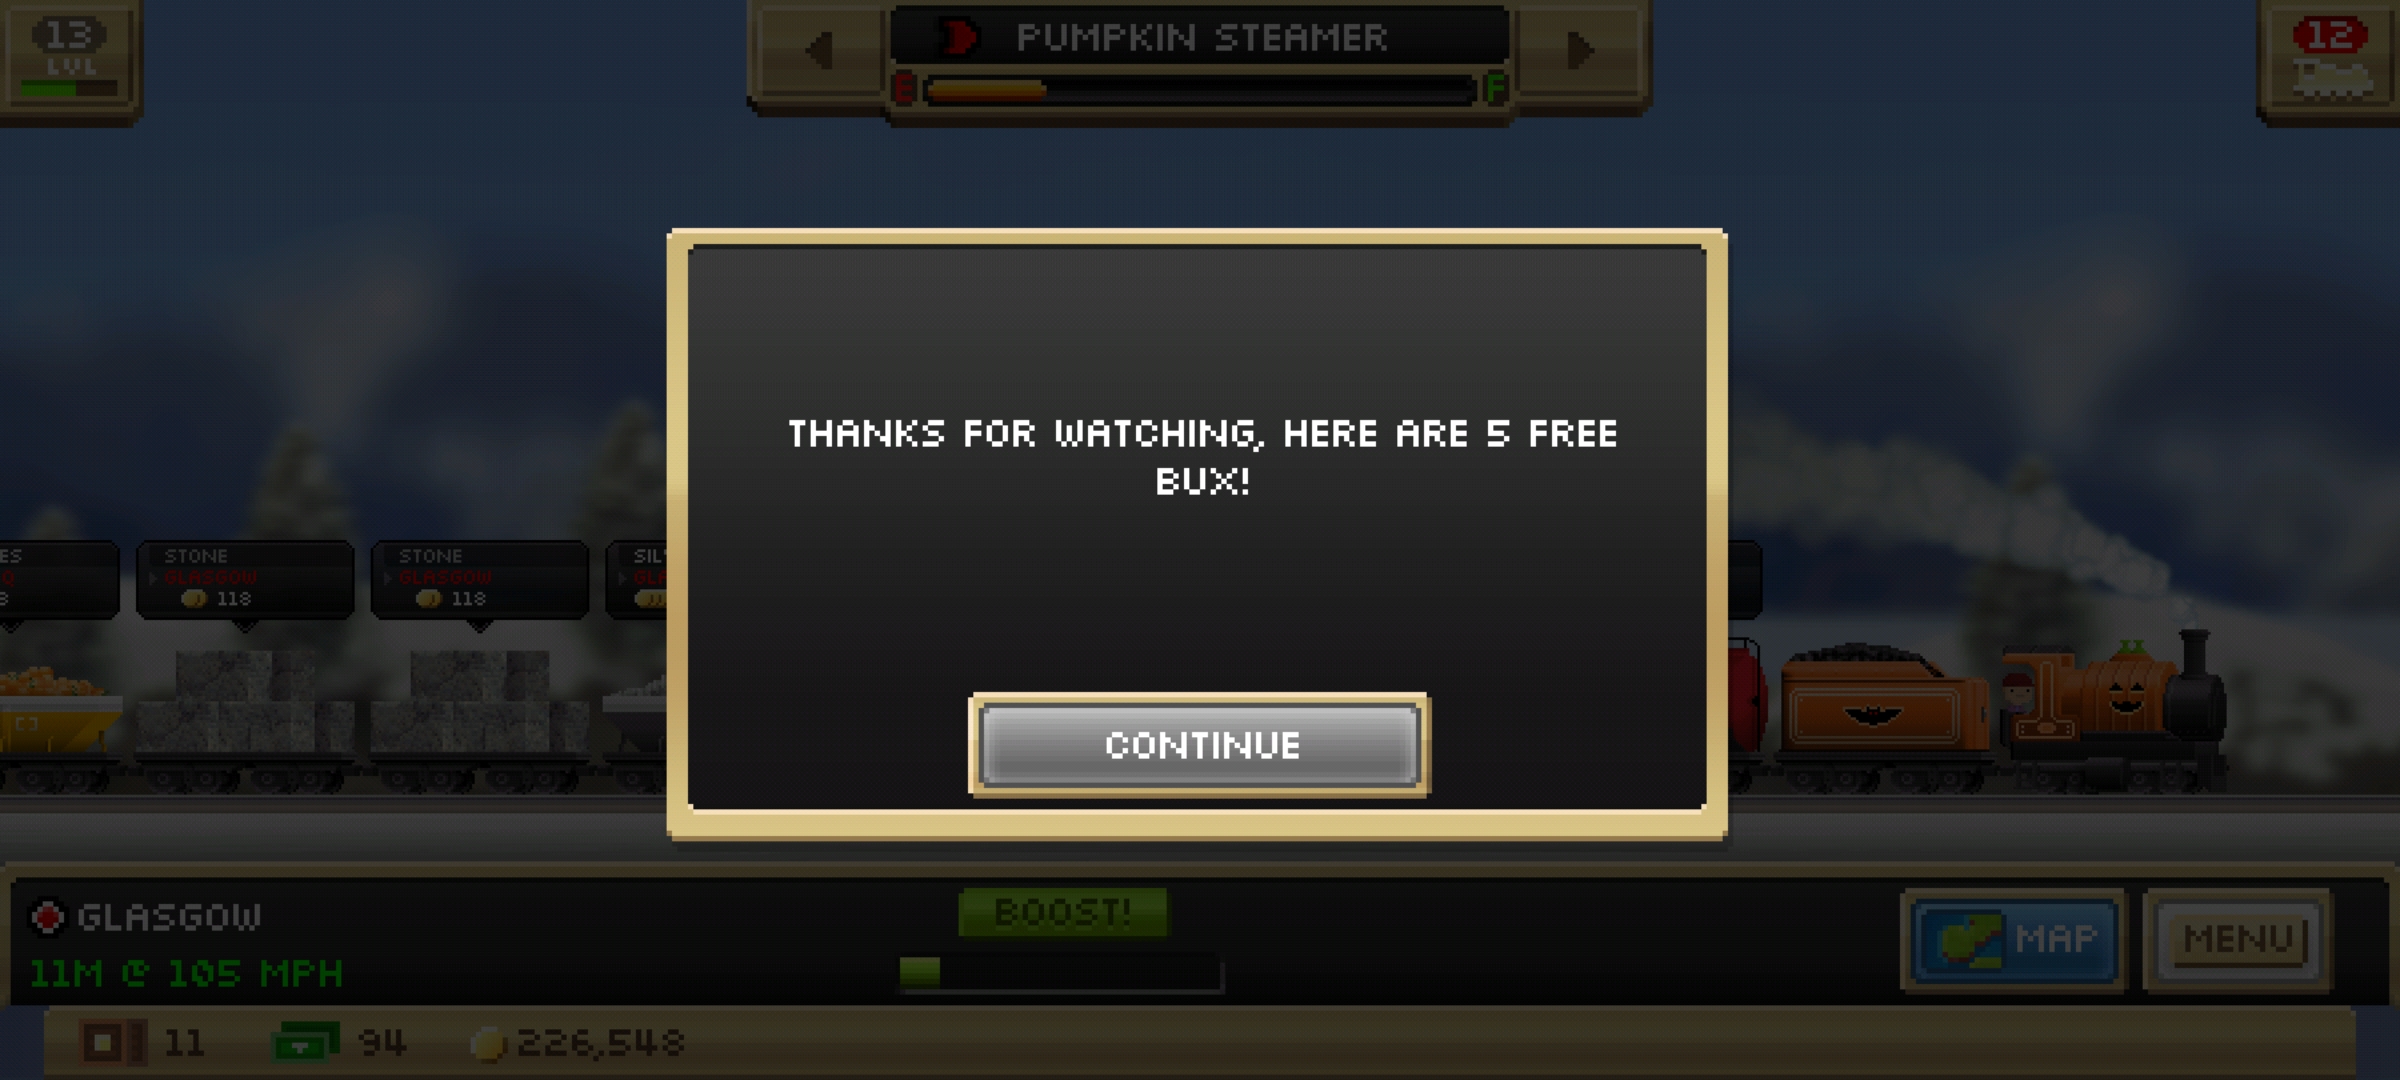 13
LVL
PUMPKIN STEAMER
E F
12
THANKS FOR WATCHING, HERE ARE 5 FREE
BUX!
CONTINUE
STONE
GLASGOW
118
STONE
GLASGOW
118
GLASGOW
11M @ 105 MPH
BOOST!
MAP
MENU
11
94
226,548